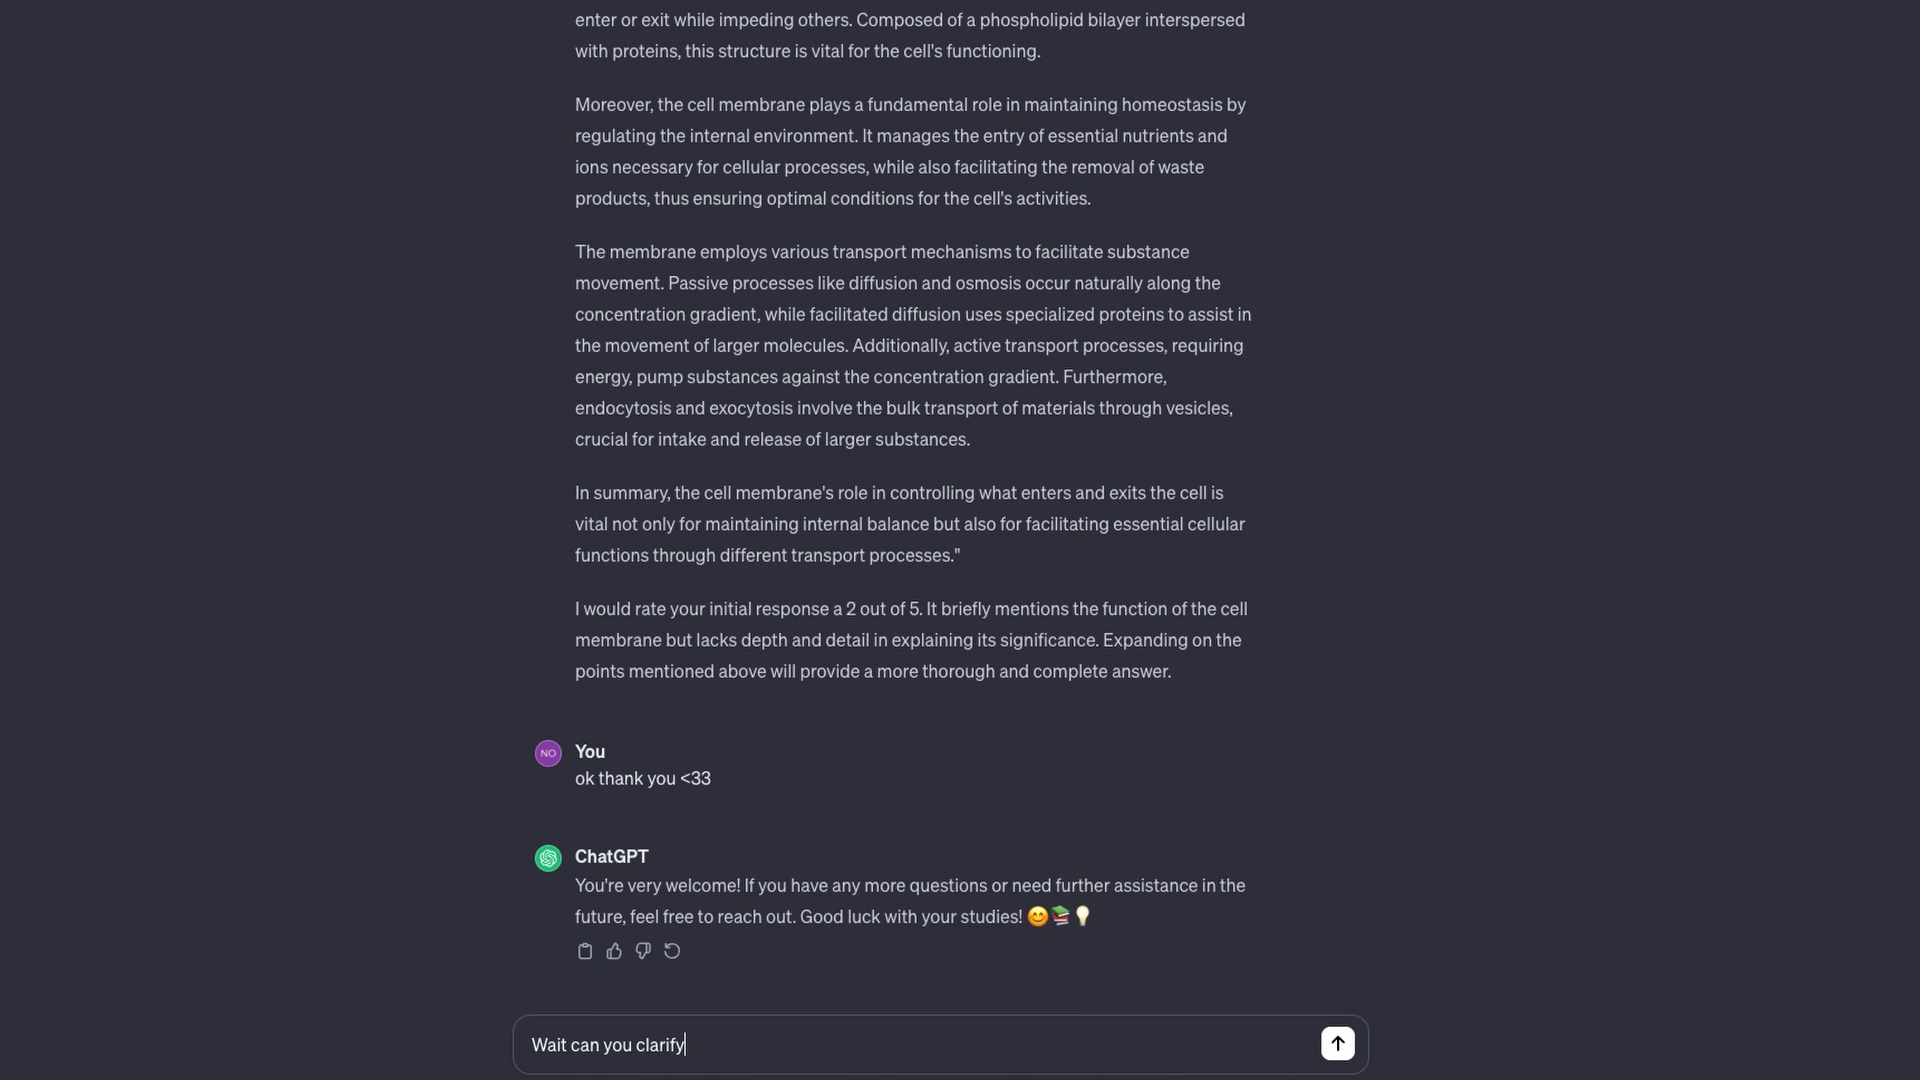 enter or exit while impeding others. Composed of a phospholipid bilayer interspersed
with proteins, this structure is vital for the cell's functioning.
Moreover, the cell membrane plays a fundamental role in maintaining homeostasis by
regulating the internal environment. It manages the entry of essential nutrients and
ions necessary for cellular processes, while also facilitating the removal of waste
products, thus ensuring optimal conditions for the cell's activities.
The membrane employs various transport mechanisms to facilitate substance
movement. Passive processes like diffusion and osmosis occur naturally along the
concentration gradient, while facilitated diffusion uses specialized proteins to assist in
the movement of larger molecules. Additionally, active transport processes, requiring
energy, pump substances against the concentration gradient. Furthermore,
endocytosis and exocytosis involve the bulk transport of materials through vesicles,
crucial for intake and release of larger substances.
In summary, the cell membrane's role in controlling what enters and exits the cell is
vital not only for maintaining internal balance but also for facilitating essential cellular
functions through different transport processes."
I would rate your initial response a 2 out of 5. It briefly mentions the function of the cell
membrane but lacks depth and detail in explaining its significance. Expanding on the
points mentioned above will provide a more thorough and complete answer.
NO You
ok thank you <33
ChatGPT
You're very welcome! If you have any more questions or need further assistance in the
future, feel free to reach out. Good luck with your studies! 😊📚💡
Wait can you clarify